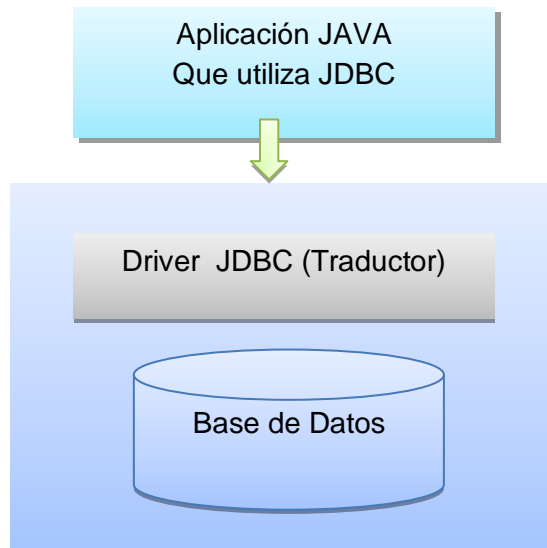 Aplicación JAVA
Que utiliza JDBC
Driver JDBC (Traductor)
Base de Datos